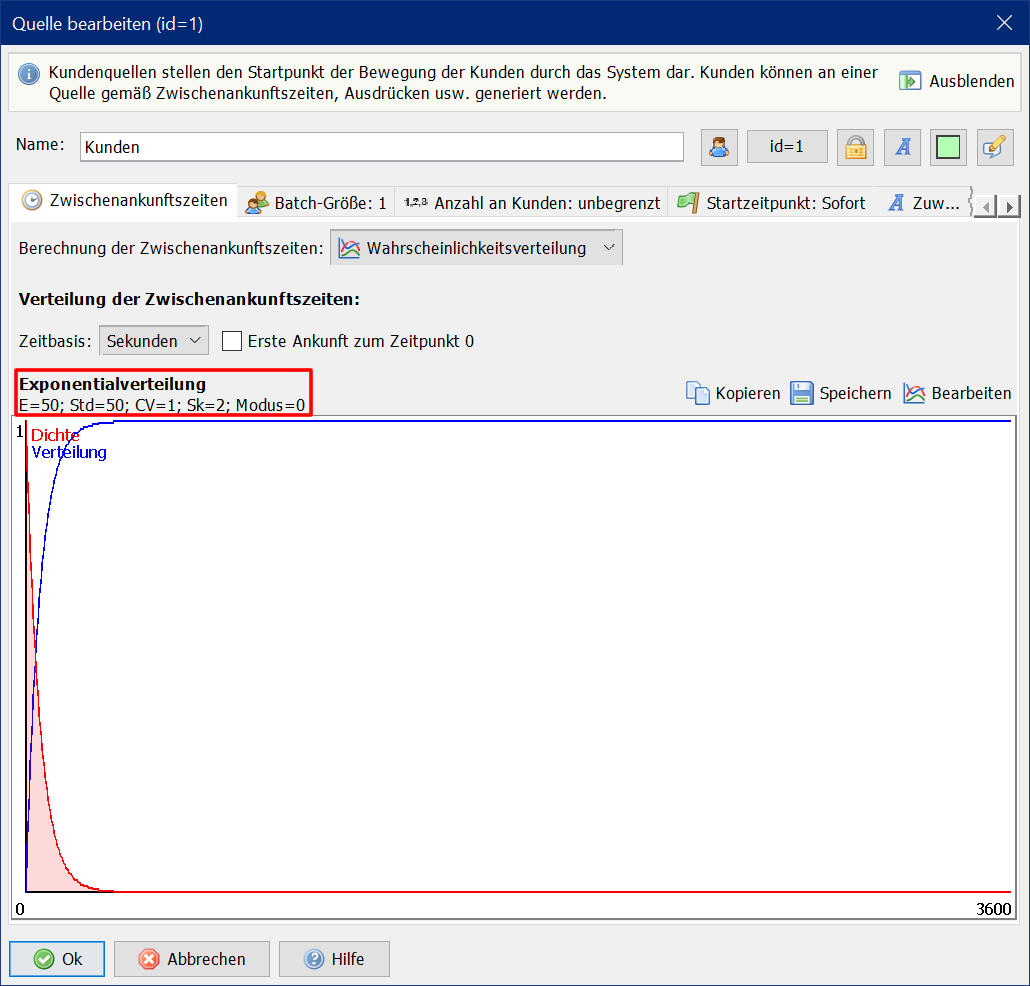 Quelle bearbeiten (id=1)
Kundenquellen stellen den Startpunkt der Bewegung der Kunden durch das System dar. Kunden können an einer
Quelle gemäß Zwischenankunftszeiten, Ausdrücken usw. generiert werden.
Ausblenden
Name:
Kunden
id=1
Zwischenankunftszeiten
Batch-Größe: 1
1,2,3 Anzahl an Kunden: unbegrenzt
Startzeitpunkt: Sofort
A Zuw...
Berechnung der Zwischenankunftszeiten:
Wahrscheinlichkeitsverteilung
Verteilung der Zwischenankunftszeiten:
Zeitbasis:
Sekunden
Erste Ankunft zum Zeitpunkt 0
Exponentialverteilung
E=50; Std=50; CV=1; Sk=2; Modus=0
Kopieren
Speichern
Bearbeiten
1
Dichte
Verteilung
0
3600
Ok
Abbrechen
Hilfe